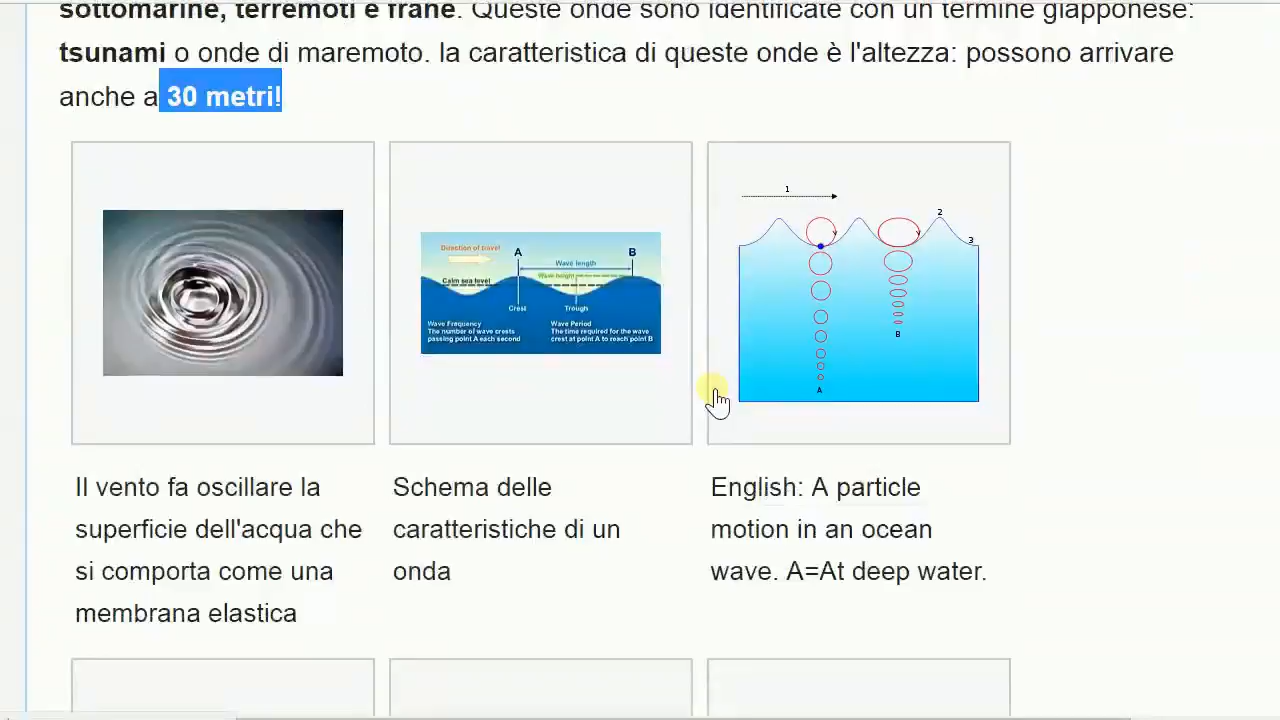 sottomarine, terremoti e frane. Queste onde sono identificate con un termine giapponese:
tsunami o onde di maremoto. la caratteristica di queste onde è l'altezza: possono arrivare
anche a 30 metri!
Direction of travel
A
B
Wave length
Wave height
Calm sea level
Crest
Trough
Wave Frequency
The number of wave crests
passing point A each second
Wave Period
The time required for the wave
crest at point A to reach point B
1
2
3
B
A
Il vento fa oscillare la
superficie dell'acqua che
si comporta come una
membrana elastica
Schema delle
caratteristiche di un
onda
English: A particle
motion in an ocean
wave. A=At deep water.